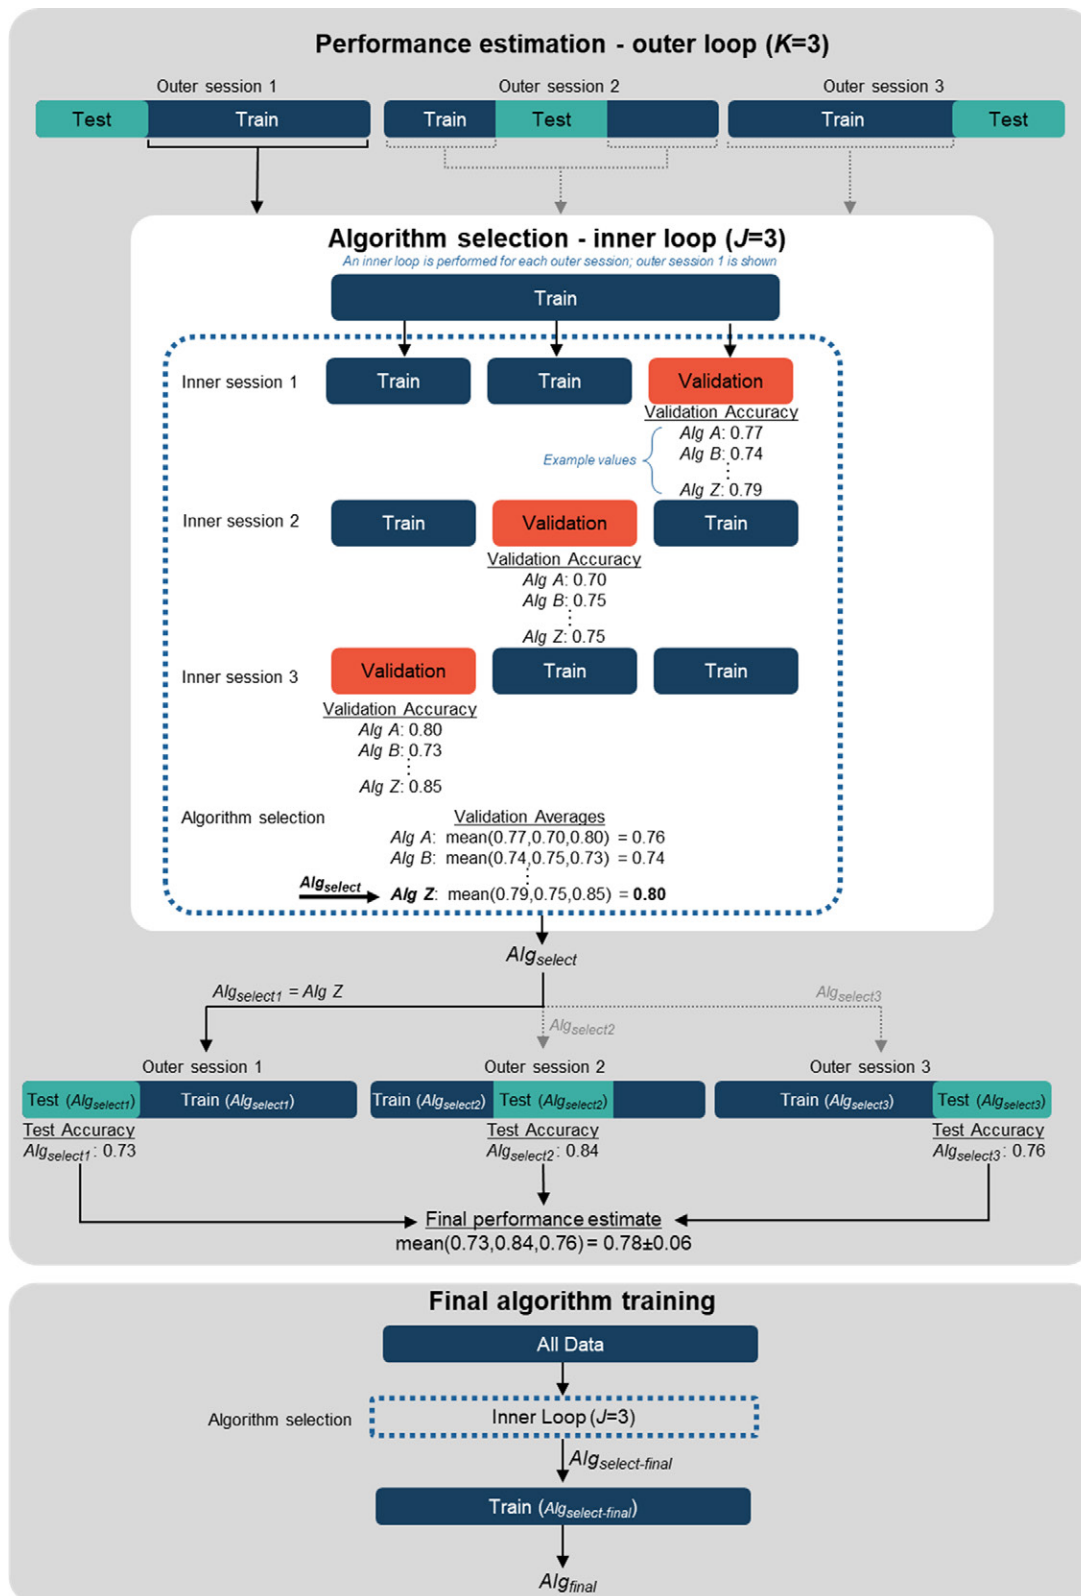 Performance estimation - outer loop (K=3)
Outer session 1 Outer session 2 Outer session 3
Test Train Train Test Train Test
Algorithm selection - inner loop (J=3)
An inner loop is performed for each outer session; outer session 1 is shown
Train
Inner session 1 Train Train Validation
Validation Accuracy
Alg A: 0.77
Example values
Alg B: 0.74
Alg Z: 0.79
Inner session 2 Train Validation Train
Validation Accuracy
Alg A: 0.70
Alg B: 0.75
Alg Z: 0.75
Inner session 3 Validation Train Train
Validation Accuracy
Alg A: 0.80
Alg B: 0.73
Alg Z: 0.85
Algorithm selection Validation Averages
Alg A: mean(0.77,0.70,0.80) = 0.76
Alg B: mean(0.74,0.75,0.73) = 0.74
Algselect Alg Z: mean(0.79,0.75,0.85) = 0.80
Algselect
Algselect1 = Alg Z Algselect2 Algselect3
Outer session 1 Outer session 2 Outer session 3
Test (Algselect1) Train (Algselect1) Train (Algselect2) Test (Algselect2) Train (Algselect3) Test (Algselect3)
Test Accuracy Test Accuracy Test Accuracy
Algselect1: 0.73 Algselect2: 0.84 Algselect3: 0.76
Final performance estimate
mean(0.73,0.84,0.76) = 0.78±0.06
Final algorithm training
All Data
Algorithm selection Inner Loop (J=3)
Algselect-final
Train (Algselect-final)
Algfinal